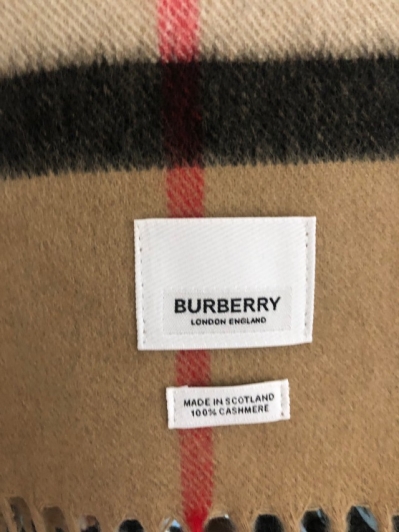 BURBERRY
LONDON ENGLAND
MADE IN SCOTLAND
100% CASHMERE